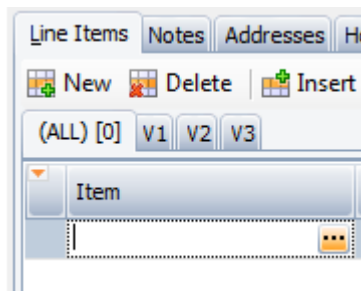 Line Items Notes Addresses
New Delete Insert
(ALL) [0] V1 V2 V3
Item